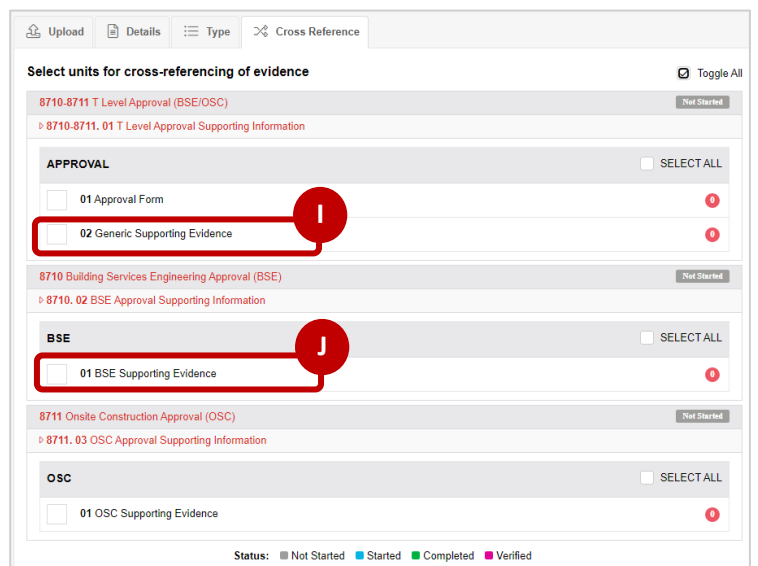 Upload Details Type Cross Reference
Select units for cross-referencing of evidence Toggle All
8710-8711 T Level Approval (BSE/OSC) Not Started
8710-8711. 01 T Level Approval Supporting Information
APPROVAL SELECT ALL
01 Approval Form 0
I
02 Generic Supporting Evidence 0
8710 Building Services Engineering Approval (BSE) Not Started
8710. 02 BSE Approval Supporting Information
BSE SELECT ALL
J
01 BSE Supporting Evidence 0
8711 Onsite Construction Approval (OSC) Not Started
8711. 03 OSC Approval Supporting Information
OSC SELECT ALL
01 OSC Supporting Evidence 0
Status: Not Started Started Completed Verified